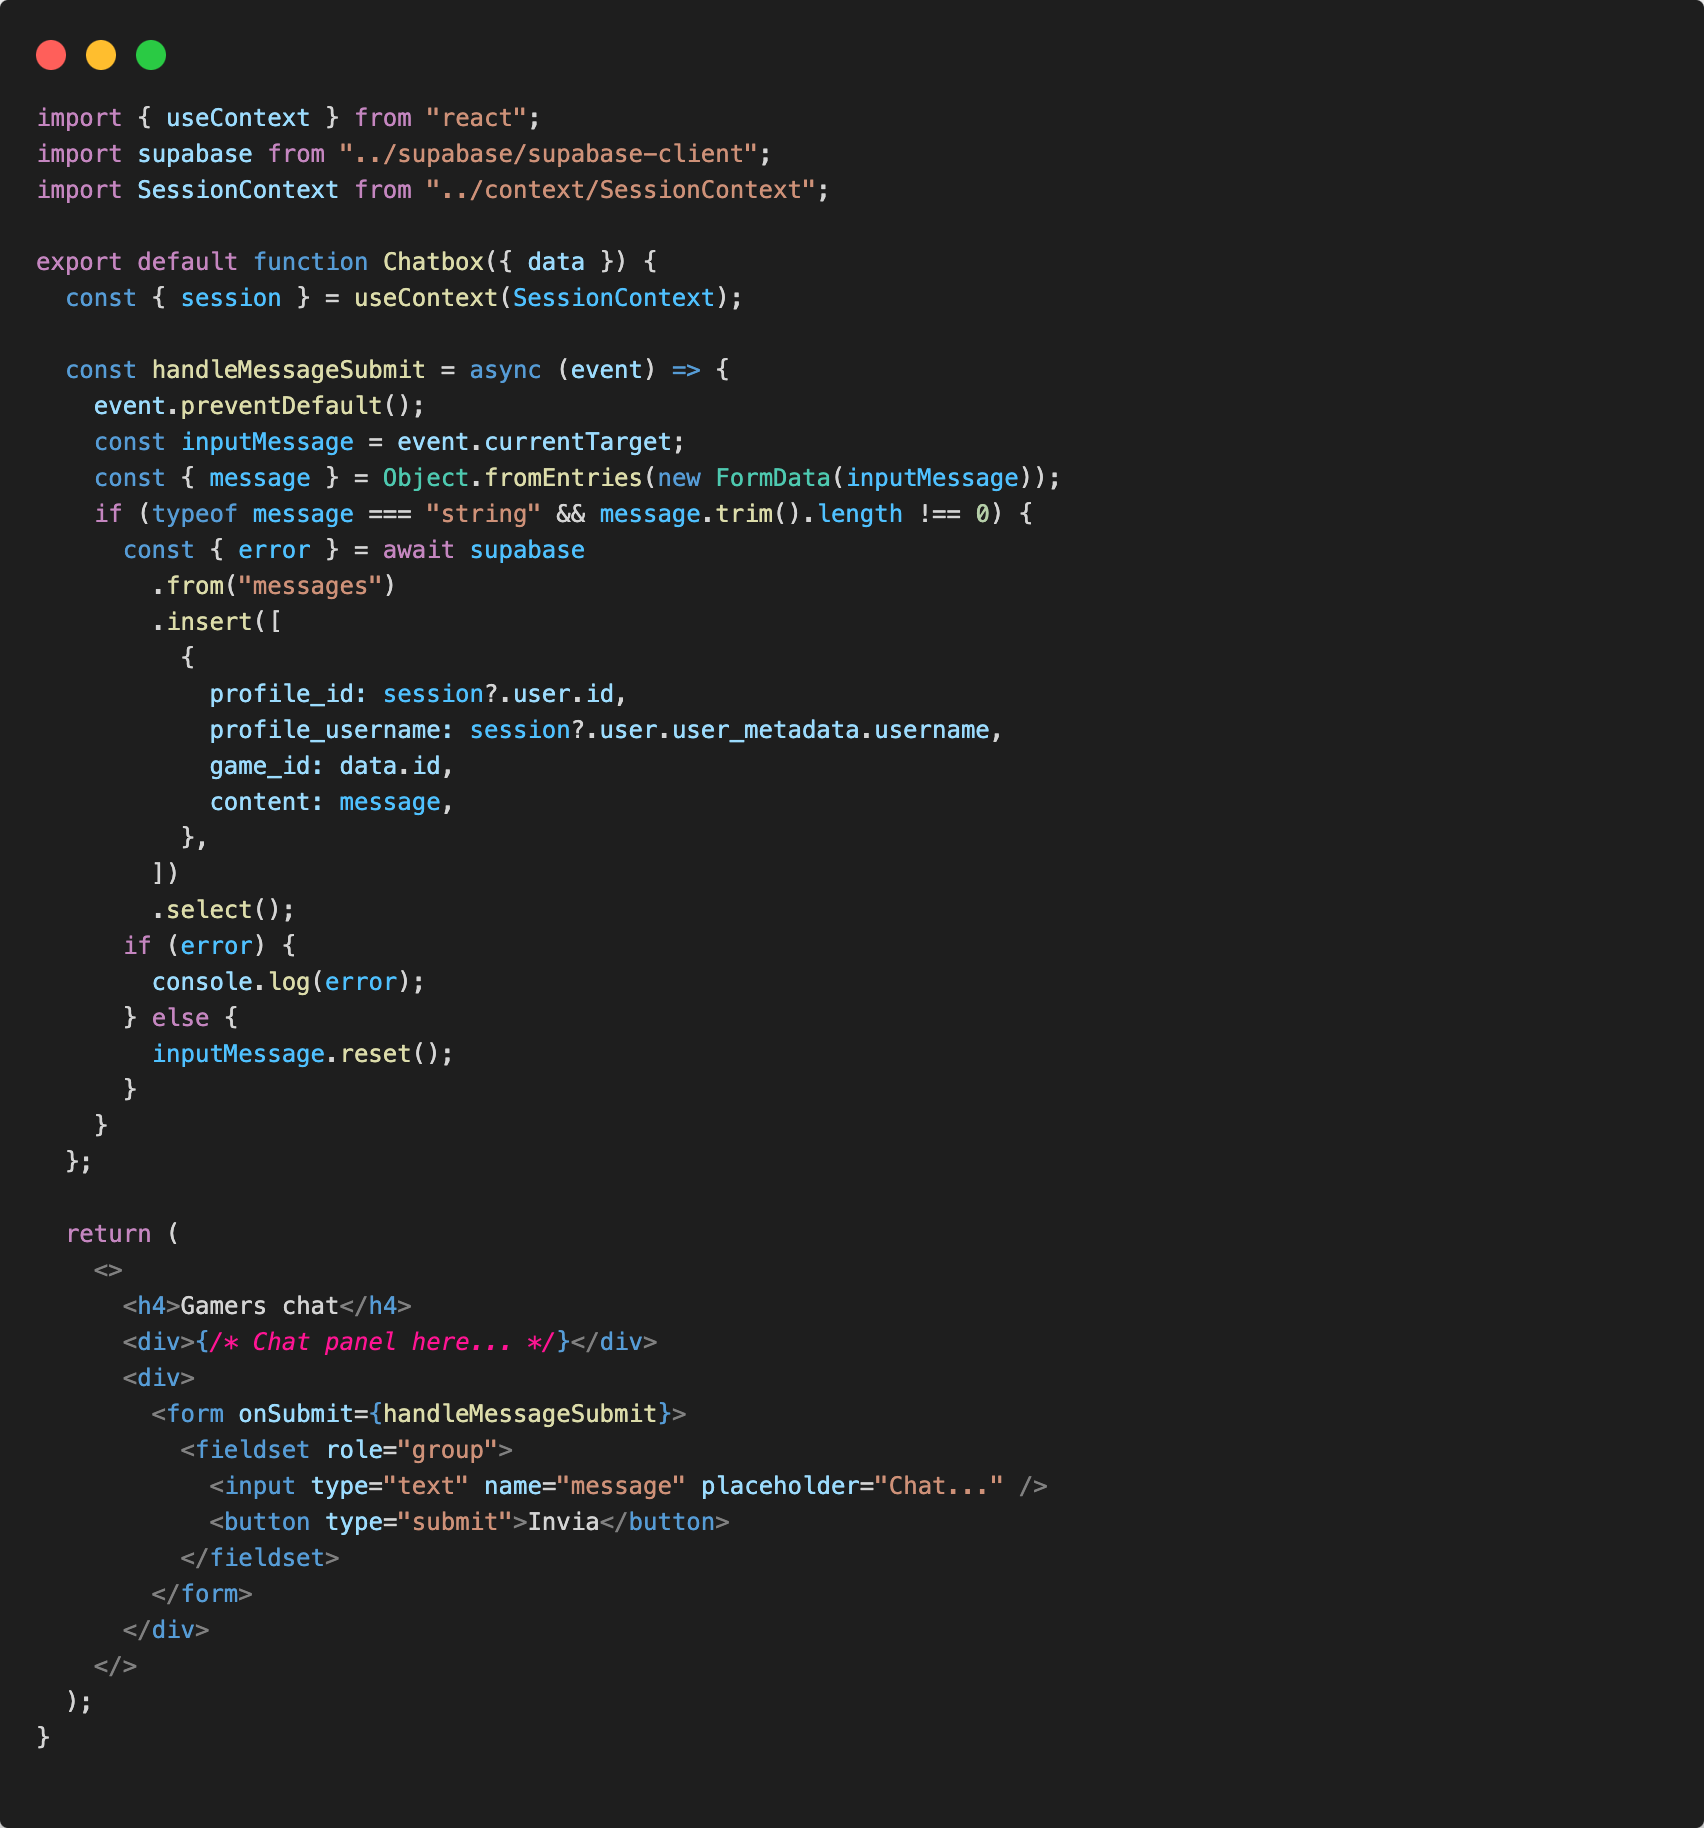 import { useContext } from "react";
import supabase from "../supabase/supabase-client";
import SessionContext from "../context/SessionContext";

export default function Chatbox({ data }) {
  const { session } = useContext(SessionContext);

  const handleMessageSubmit = async (event) => {
    event.preventDefault();
    const inputMessage = event.currentTarget;
    const { message } = Object.fromEntries(new FormData(inputMessage));
    if (typeof message === "string" && message.trim().length !== 0) {
      const { error } = await supabase
        .from("messages")
        .insert([
          {
            profile_id: session?.user.id,
            profile_username: session?.user.user_metadata.username,
            game_id: data.id,
            content: message,
          },
        ])
        .select();
      if (error) {
        console.log(error);
      } else {
        inputMessage.reset();
      }
    }
  };

  return (
    <>
      <h4>Gamers chat</h4>
      <div>{/* Chat panel here... */}</div>
      <div>
        <form onSubmit={handleMessageSubmit}>
          <fieldset role="group">
            <input type="text" name="message" placeholder="Chat..." />
            <button type="submit">Invia</button>
          </fieldset>
        </form>
      </div>
    </>
  );
}